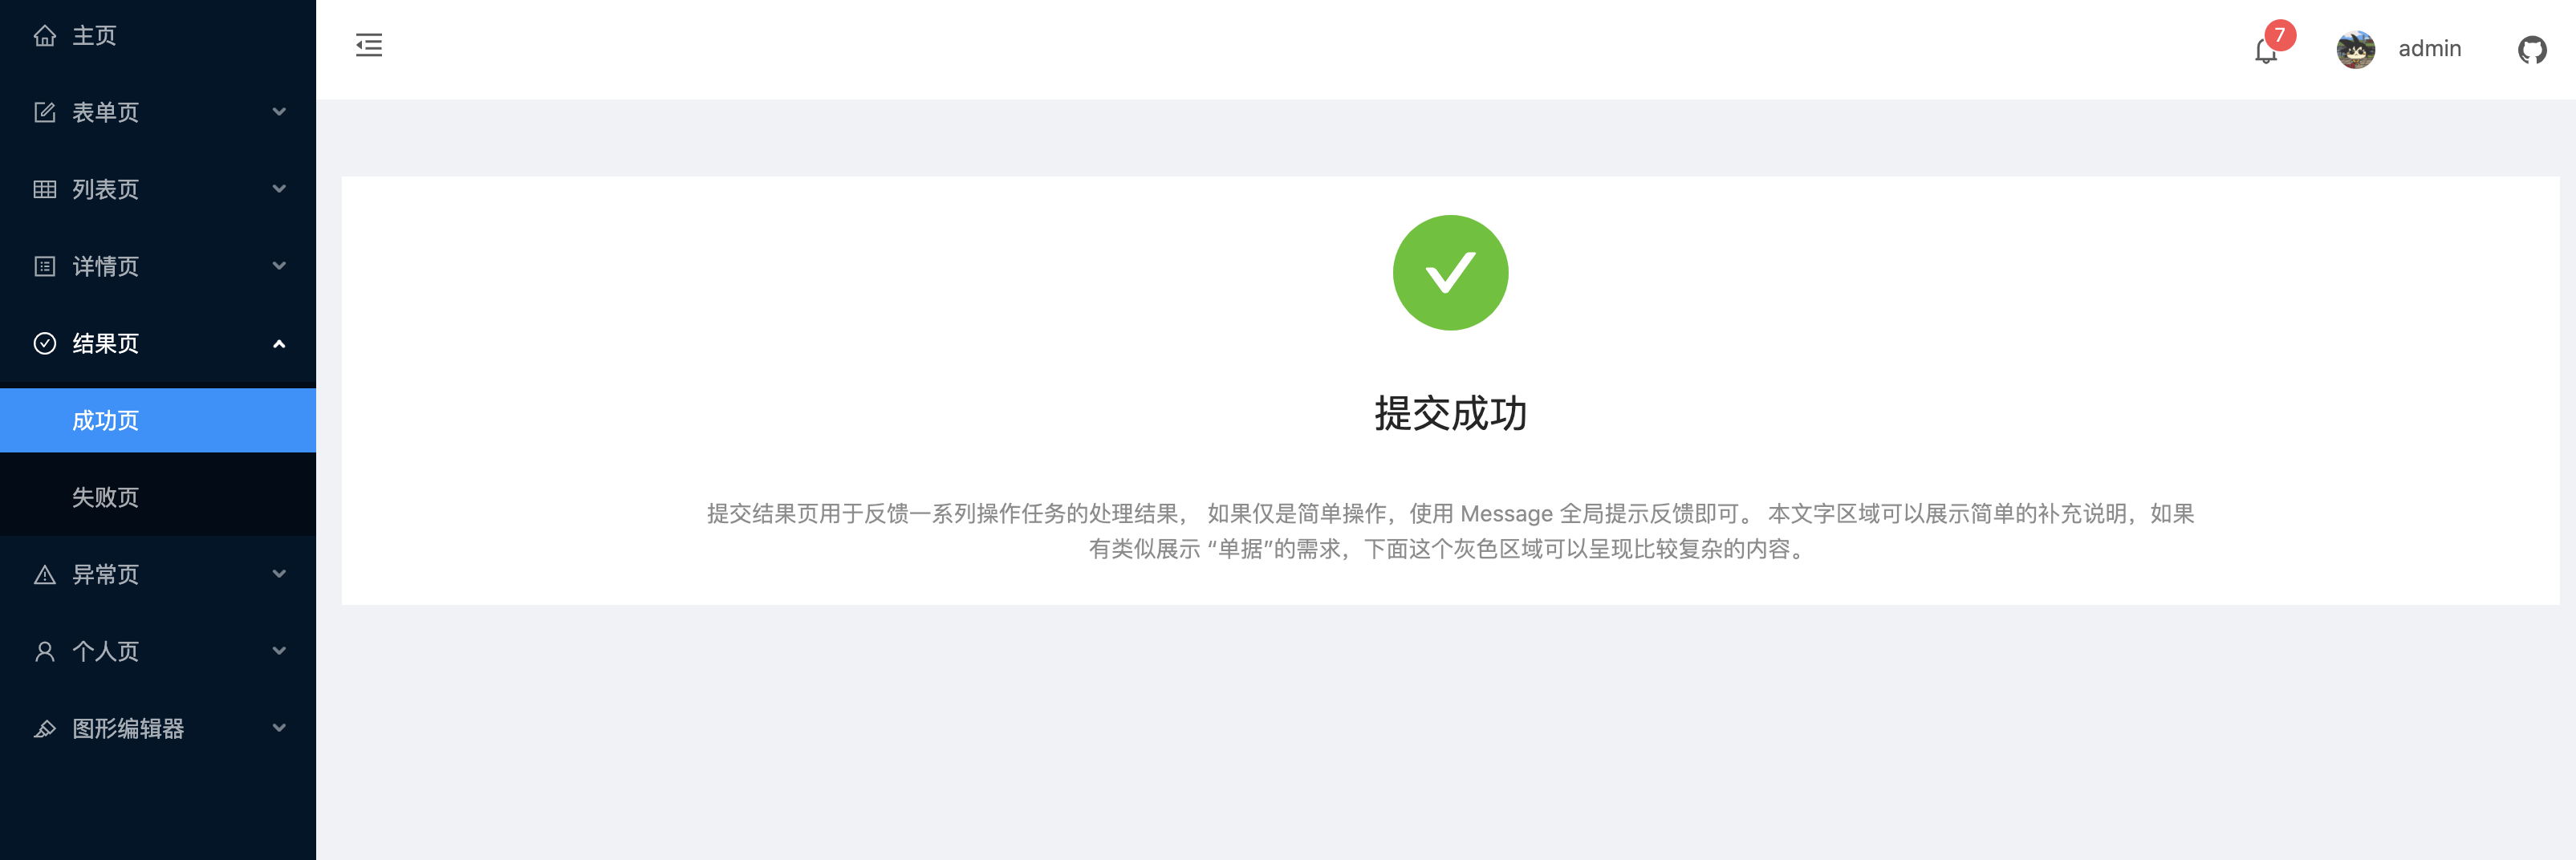 主页
表单页
列表页
详情页
结果页
成功页
失败页
异常页
个人页
图形编辑器
7
admin
提交成功
提交结果页用于反馈一系列操作任务的处理结果， 如果仅是简单操作，使用 Message 全局提示反馈即可。 本文字区域可以展示简单的补充说明，如果
有类似展示 “单据”的需求，下面这个灰色区域可以呈现比较复杂的内容。